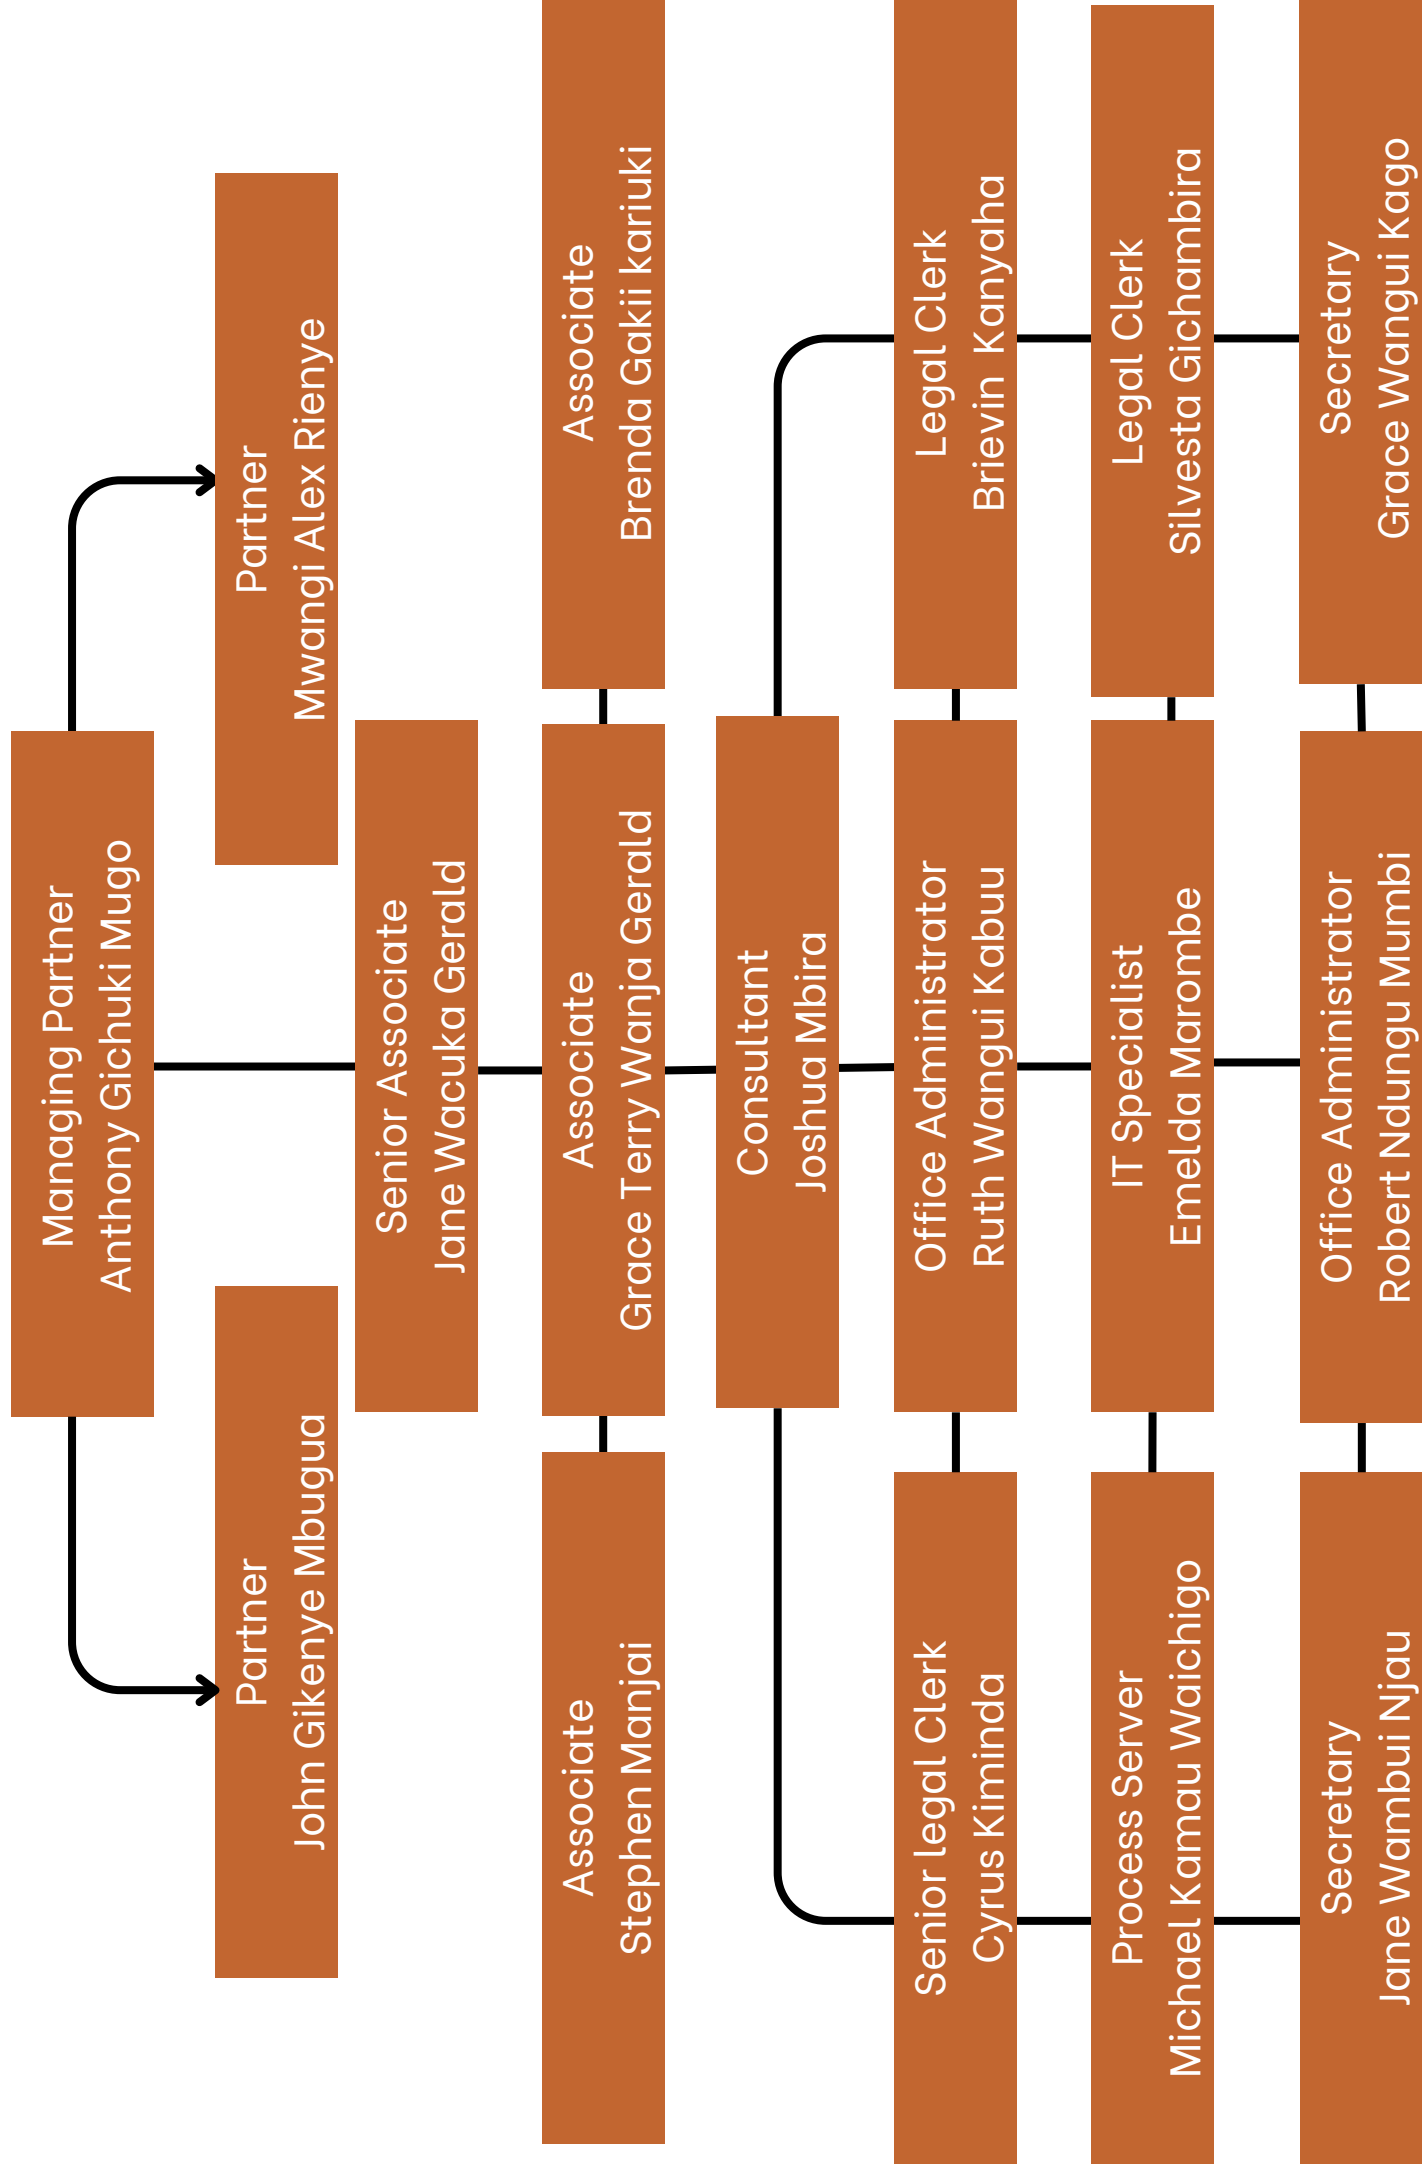 Managing Partner
Anthony Gichuki Mugo
Partner
John Gikenye Mbugua
Partner
Mwangi Alex Rienye
Senior Associate
Jane Wacuka Gerald
Associate
Stephen Manjai
Associate
Grace Terry Wanja Gerald
Associate
Brenda Gakii kariuki
Consultant
Joshua Mbira
Senior legal Clerk
Cyrus Kiminda
Office Administrator
Ruth Wangui Kabuu
Legal Clerk
Brievin Kanyaha
Process Server
Michael Kamau Waichigo
IT Specialist
Emelda Marombe
Legal Clerk
Silvesta Gichambira
Secretary
Jane Wambui Njau
Office Administrator
Robert Ndungu Mumbi
Secretary
Grace Wangui Kago